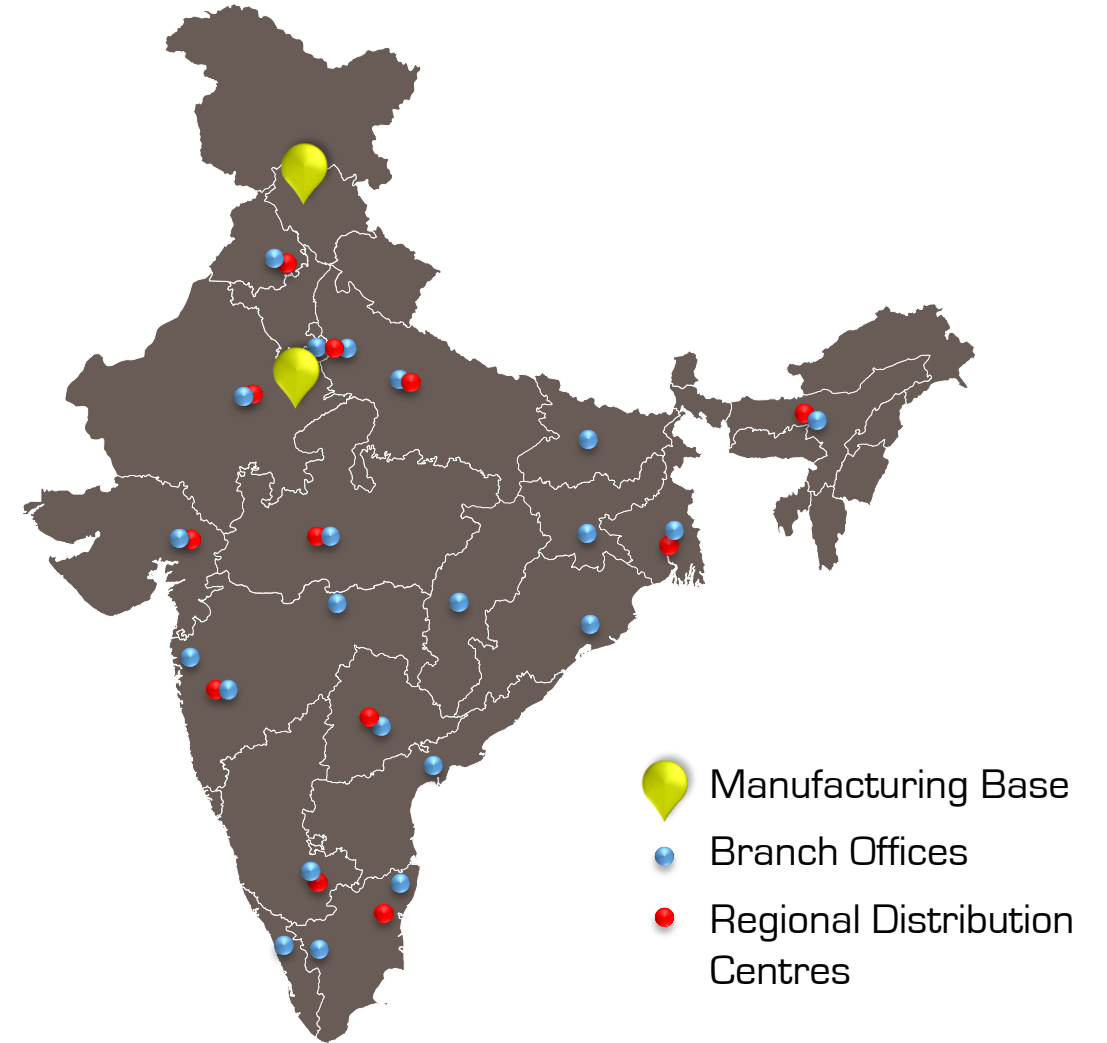 Manufacturing Base
Branch Offices
Regional Distribution
Centres